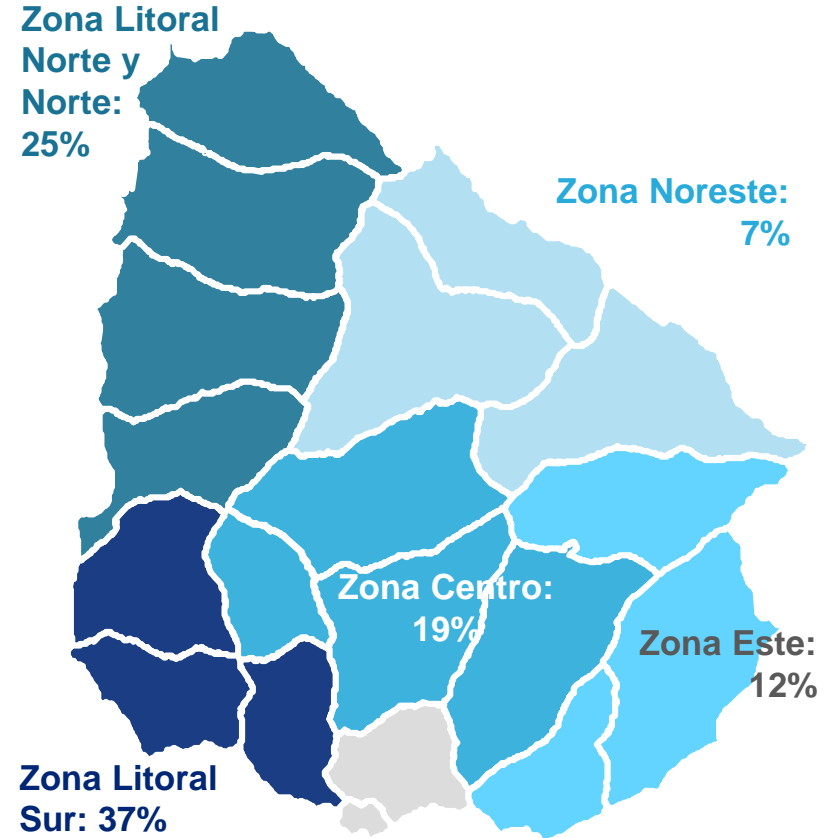 Zona Litoral
Norte y
Norte:
25%
Zona Noreste:
7%
Zona Centro:
19%
Zona Este:
12%
Zona Litoral
Sur: 37%